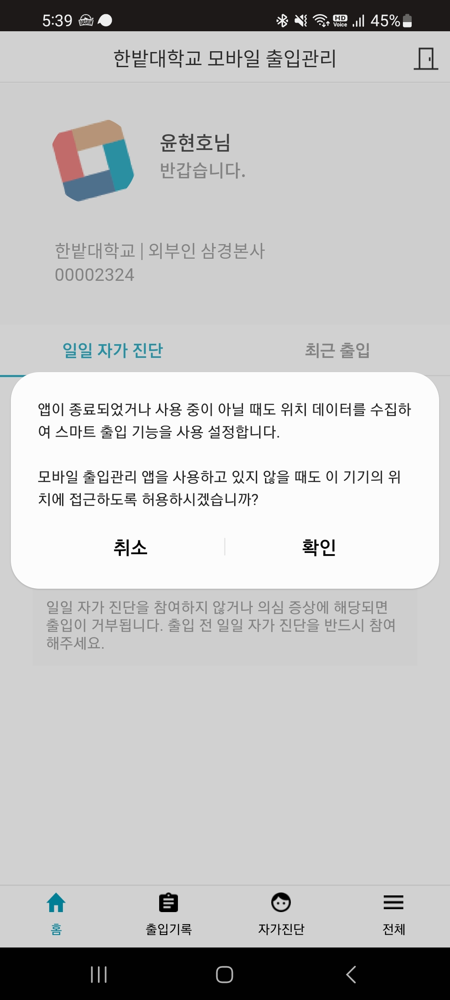 5:39 DASHIN HD Voice 45%
한밭대학교 모바일 출입관리
윤현호님
반갑습니다.
한밭대학교 | 외부인 삼경본사
00002324
일일 자가 진단 최근 출입
앱이 종료되었거나 사용 중이 아닐 때도 위치 데이터를 수집하
여 스마트 출입 기능을 사용 설정합니다.
모바일 출입관리 앱을 사용하고 있지 않을 때도 이 기기의 위
치에 접근하도록 허용하시겠습니까?
취소 확인
일일 자가 진단을 참여하지 않거나 의심 증상에 해당되면
출입이 거부됩니다. 출입 전 일일 자가 진단을 반드시 참여
해주세요.
홈 출입기록 자가진단 전체